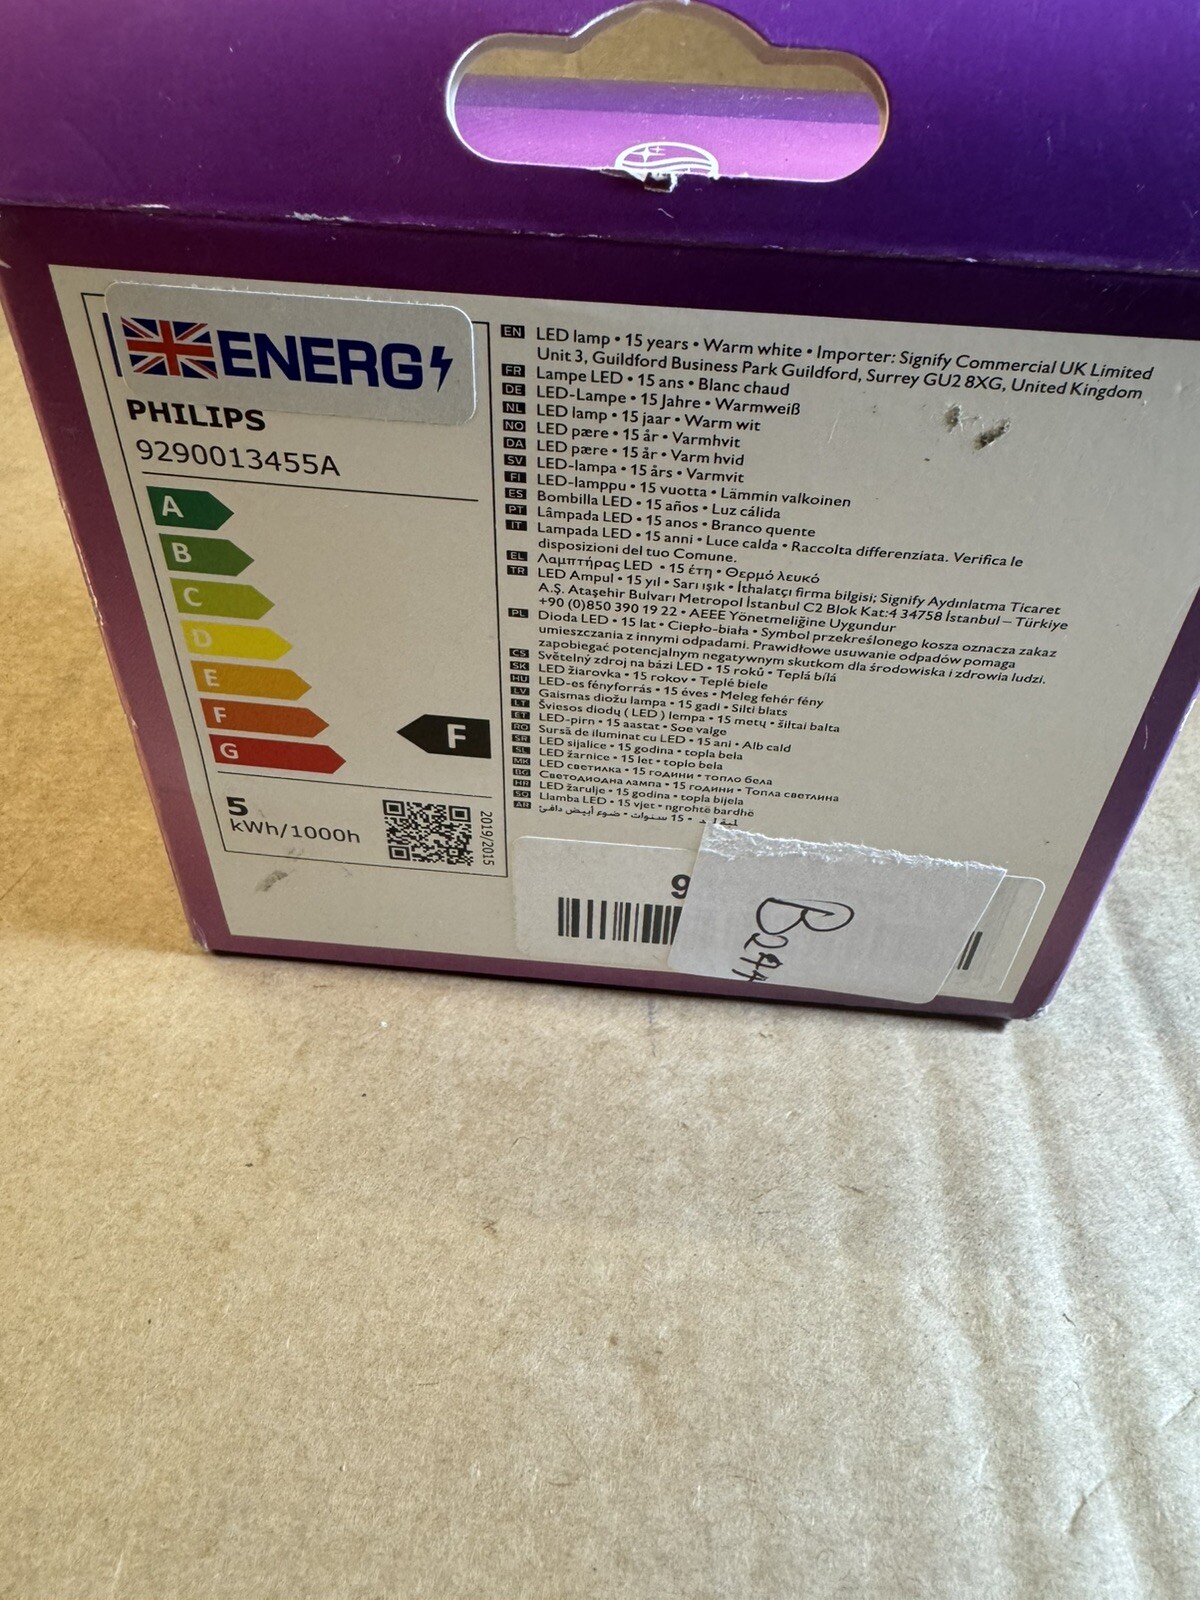 ENERG
PHILIPS
9290013455A
A
B
C
D
E
F
G
F
5
kWh/1000h
2019/2015
EN LED lamp • 15 years • Warm white • Importer: Signify Commercial UK Limited
Unit 3, Guildford Business Park Guildford, Surrey GU2 8XG, United Kingdom
FR Lampe LED • 15 ans • Blanc chaud
DE LED-Lampe • 15 Jahre • Warmweiß
NL LED lamp • 15 jaar • Warm wit
NO LED pære • 15 år • Varmhvit
DA LED pære • 15 år • Varm hvid
SV LED-lampa • 15 års • Varmvit
FI LED-lamppu • 15 vuotta • Lämmin valkoinen
ES Bombilla LED • 15 años • Luz cálida
PT Lâmpada LED • 15 anos • Branco quente
IT Lampada LED • 15 anni • Luce calda • Raccolta differenziata. Verifica le
disposizioni del tuo Comune.
EL Λαμπτήρας LED • 15 έτη • Θερμό λευκό
TR LED Ampul • 15 yıl • Sarı ışık • İthalatçı firma bilgisi; Signify Aydınlatma Ticaret
A.Ş. Ataşehir Bulvarı Metropol İstanbul C2 Blok Kat:4 34758 İstanbul – Türkiye
+90 (0)850 390 19 22 • AEEE Yönetmeliğine Uygundur
PL Dioda LED • 15 lat • Ciepło-biała • Symbol przekreślonego kosza oznacza zakaz
umieszczania z innymi odpadami. Prawidłowe usuwanie odpadów pomaga
zapobiegać potencjalnym negatywnym skutkom dla środowiska i zdrowia ludzi.
CS Světelný zdroj na bázi LED • 15 roků • Teplá bílá
SK LED žiarovka • 15 rokov • Teplé biele
HU LED-es fényforrás • 15 éves • Meleg fehér fény
LV Gaismas diožu lampa • 15 gadi • Silti blats
LT Šviesos diodų ( LED ) lempa • 15 metų • šiltai balta
ET LED-pirn • 15 aastat • Soe valge
RO Sursă de iluminat cu LED • 15 ani • Alb cald
SR LED sijalice • 15 godina • topla bela
SL LED žarnice • 15 let • toplo bela
MK LED светилка • 15 години • топло бела
BG Светодиодна лампа • 15 години • Топла светлина
HR LED žarulje • 15 godina • topla bijela
SQ Llamba LED • 15 vjet • ngrohtë bardhë
AR 15 سنوات • ضوء أبيض دافئ
9